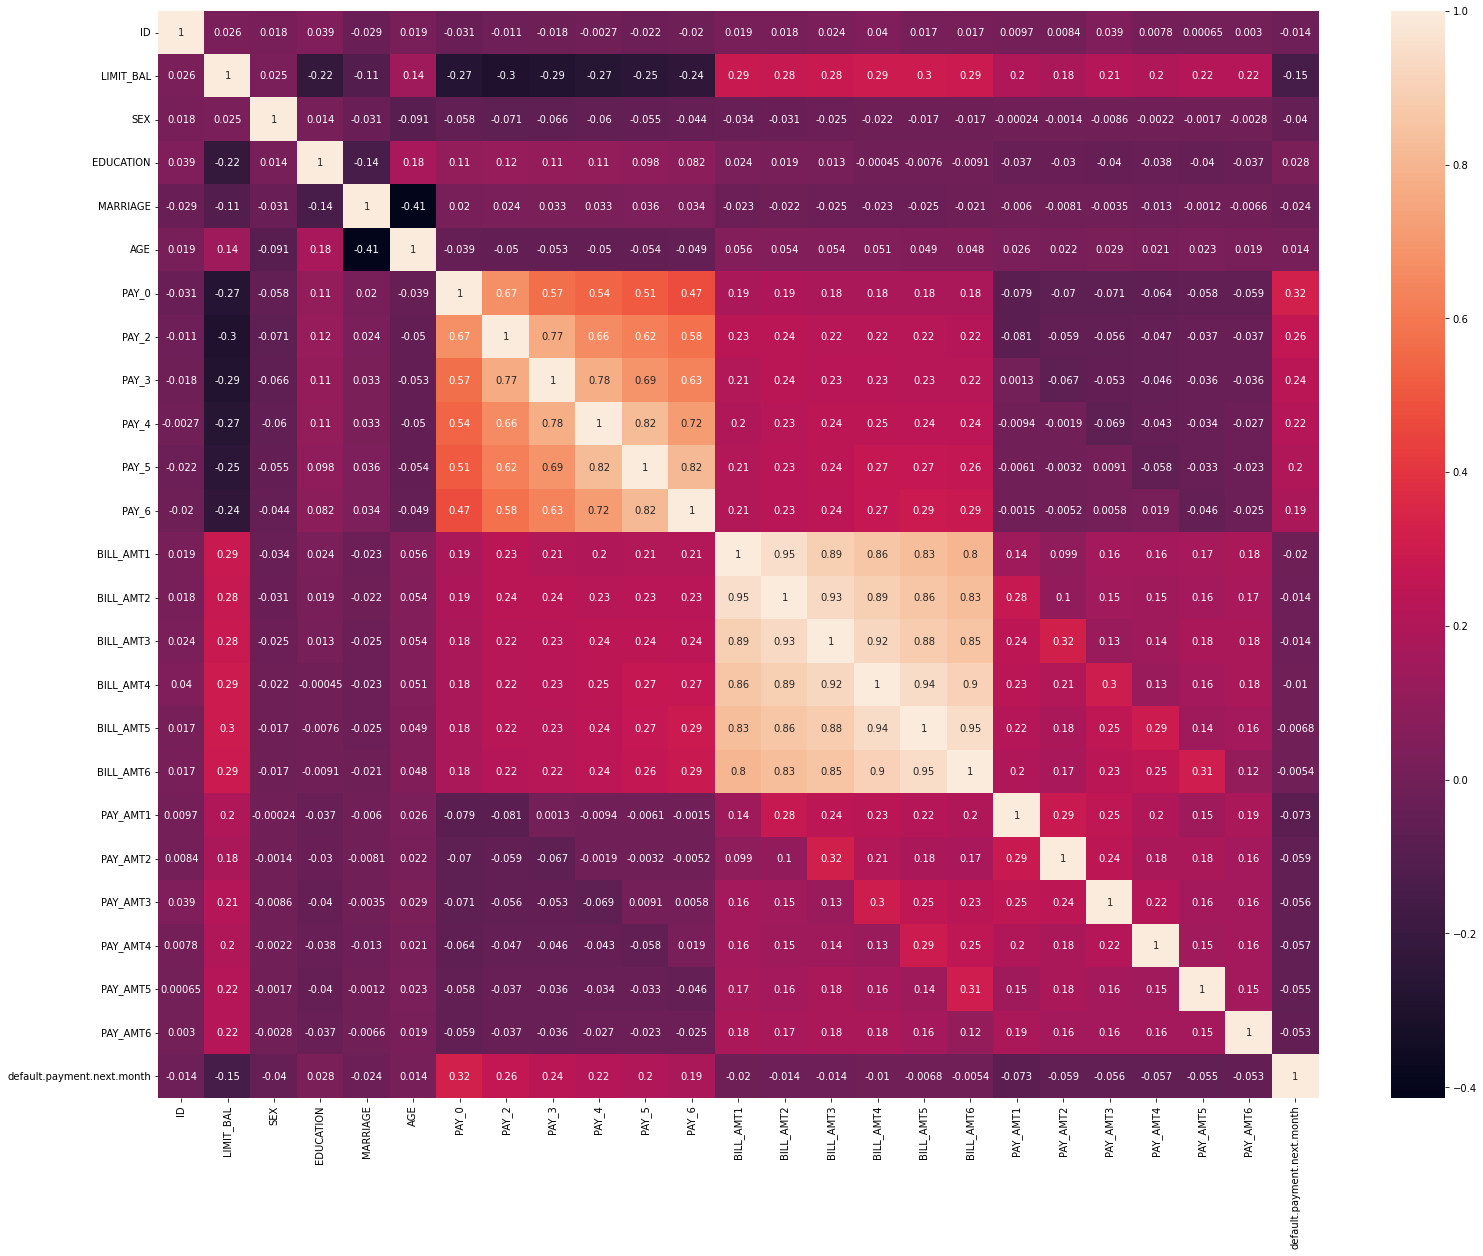 ID 1 0.026 0.018 0.039 -0.029 0.019 -0.031 -0.011 -0.018 -0.0027 -0.022 -0.02 0.019 0.018 0.024 0.04 0.017 0.017 0.0097 0.0084 0.039 0.0078 0.00065 0.003 -0.014
LIMIT_BAL 0.026 1 0.025 -0.22 -0.11 0.14 -0.27 -0.3 -0.29 -0.27 -0.25 -0.24 0.29 0.28 0.28 0.29 0.3 0.29 0.2 0.18 0.21 0.2 0.22 0.22 -0.15
SEX 0.018 0.025 1 0.014 -0.031 -0.091 -0.058 -0.071 -0.066 -0.06 -0.055 -0.044 -0.034 -0.031 -0.025 -0.022 -0.017 -0.017 -0.00024 -0.0014 -0.0086 -0.0022 -0.0017 -0.0028 -0.04
EDUCATION 0.039 -0.22 0.014 1 -0.14 0.18 0.11 0.12 0.11 0.11 0.098 0.082 0.024 0.019 0.013 -0.00045 -0.0076 -0.0091 -0.037 -0.03 -0.04 -0.038 -0.04 -0.037 0.028
MARRIAGE -0.029 -0.11 -0.031 -0.14 1 -0.41 0.02 0.024 0.033 0.033 0.036 0.034 -0.023 -0.022 -0.025 -0.023 -0.025 -0.021 -0.006 -0.0081 -0.0035 -0.013 -0.0012 -0.0066 -0.024
AGE 0.019 0.14 -0.091 0.18 -0.41 1 -0.039 -0.05 -0.053 -0.05 -0.054 -0.049 0.056 0.054 0.054 0.051 0.049 0.048 0.026 0.022 0.029 0.021 0.023 0.019 0.014
PAY_0 -0.031 -0.27 -0.058 0.11 0.02 -0.039 1 0.67 0.57 0.54 0.51 0.47 0.19 0.19 0.18 0.18 0.18 0.18 -0.079 -0.07 -0.071 -0.064 -0.058 -0.059 0.32
PAY_2 -0.011 -0.3 -0.071 0.12 0.024 -0.05 0.67 1 0.77 0.66 0.62 0.58 0.23 0.24 0.22 0.22 0.22 0.22 -0.081 -0.059 -0.056 -0.047 -0.037 -0.037 0.26
PAY_3 -0.018 -0.29 -0.066 0.11 0.033 -0.053 0.57 0.77 1 0.78 0.69 0.63 0.21 0.24 0.23 0.23 0.23 0.22 0.0013 -0.067 -0.053 -0.046 -0.036 -0.036 0.24
PAY_4 -0.0027 -0.27 -0.06 0.11 0.033 -0.05 0.54 0.66 0.78 1 0.82 0.72 0.2 0.23 0.24 0.25 0.24 0.24 -0.0094 -0.0019 -0.069 -0.043 -0.034 -0.027 0.22
PAY_5 -0.022 -0.25 -0.055 0.098 0.036 -0.054 0.51 0.62 0.69 0.82 1 0.82 0.21 0.23 0.24 0.27 0.27 0.26 -0.0061 -0.0032 0.0091 -0.058 -0.033 -0.023 0.2
PAY_6 -0.02 -0.24 -0.044 0.082 0.034 -0.049 0.47 0.58 0.63 0.72 0.82 1 0.21 0.23 0.24 0.27 0.29 0.29 -0.0015 -0.0052 0.0058 0.019 -0.046 -0.025 0.19
BILL_AMT1 0.019 0.29 -0.034 0.024 -0.023 0.056 0.19 0.23 0.21 0.2 0.21 0.21 1 0.95 0.89 0.86 0.83 0.8 0.14 0.099 0.16 0.16 0.17 0.18 -0.02
BILL_AMT2 0.018 0.28 -0.031 0.019 -0.022 0.054 0.19 0.24 0.24 0.23 0.23 0.23 0.95 1 0.93 0.89 0.86 0.83 0.28 0.1 0.15 0.15 0.16 0.17 -0.014
BILL_AMT3 0.024 0.28 -0.025 0.013 -0.025 0.054 0.18 0.22 0.23 0.24 0.24 0.24 0.89 0.93 1 0.92 0.88 0.85 0.24 0.32 0.13 0.14 0.18 0.18 -0.014
BILL_AMT4 0.04 0.29 -0.022 -0.00045 -0.023 0.051 0.18 0.22 0.23 0.25 0.27 0.27 0.86 0.89 0.92 1 0.94 0.9 0.23 0.21 0.3 0.13 0.16 0.18 -0.01
BILL_AMT5 0.017 0.3 -0.017 -0.0076 -0.025 0.049 0.18 0.22 0.23 0.24 0.27 0.29 0.83 0.86 0.88 0.94 1 0.95 0.22 0.18 0.25 0.29 0.14 0.16 -0.0068
BILL_AMT6 0.017 0.29 -0.017 -0.0091 -0.021 0.048 0.18 0.22 0.22 0.24 0.26 0.29 0.8 0.83 0.85 0.9 0.95 1 0.2 0.17 0.23 0.25 0.31 0.12 -0.0054
PAY_AMT1 0.0097 0.2 -0.00024 -0.037 -0.006 0.026 -0.079 -0.081 0.0013 -0.0094 -0.0061 -0.0015 0.14 0.28 0.24 0.23 0.22 0.2 1 0.29 0.25 0.2 0.15 0.19 -0.073
PAY_AMT2 0.0084 0.18 -0.0014 -0.03 -0.0081 0.022 -0.07 -0.059 -0.067 -0.0019 -0.0032 -0.0052 0.099 0.1 0.32 0.21 0.18 0.17 0.29 1 0.24 0.18 0.18 0.16 -0.059
PAY_AMT3 0.039 0.21 -0.0086 -0.04 -0.0035 0.029 -0.071 -0.056 -0.053 -0.069 0.0091 0.0058 0.16 0.15 0.13 0.3 0.25 0.23 0.25 0.24 1 0.22 0.16 0.16 -0.056
PAY_AMT4 0.0078 0.2 -0.0022 -0.038 -0.013 0.021 -0.064 -0.047 -0.046 -0.043 -0.058 0.019 0.16 0.15 0.14 0.13 0.29 0.25 0.2 0.18 0.22 1 0.15 0.16 -0.057
PAY_AMT5 0.00065 0.22 -0.0017 -0.04 -0.0012 0.023 -0.058 -0.037 -0.036 -0.034 -0.033 -0.046 0.17 0.16 0.18 0.16 0.14 0.31 0.15 0.18 0.16 0.15 1 0.15 -0.055
PAY_AMT6 0.003 0.22 -0.0028 -0.037 -0.0066 0.019 -0.059 -0.037 -0.036 -0.027 -0.023 -0.025 0.18 0.17 0.18 0.18 0.16 0.12 0.19 0.16 0.16 0.16 0.15 1 -0.053
default.payment.next.month -0.014 -0.15 -0.04 0.028 -0.024 0.014 0.32 0.26 0.24 0.22 0.2 0.19 -0.02 -0.014 -0.014 -0.01 -0.0068 -0.0054 -0.073 -0.059 -0.056 -0.057 -0.055 -0.053 1
ID
LIMIT_BAL
SEX
EDUCATION
MARRIAGE
AGE
PAY_0
PAY_2
PAY_3
PAY_4
PAY_5
PAY_6
BILL_AMT1
BILL_AMT2
BILL_AMT3
BILL_AMT4
BILL_AMT5
BILL_AMT6
PAY_AMT1
PAY_AMT2
PAY_AMT3
PAY_AMT4
PAY_AMT5
PAY_AMT6
default.payment.next.month
1.0
0.8
0.6
0.4
0.2
0.0
−0.2
−0.4